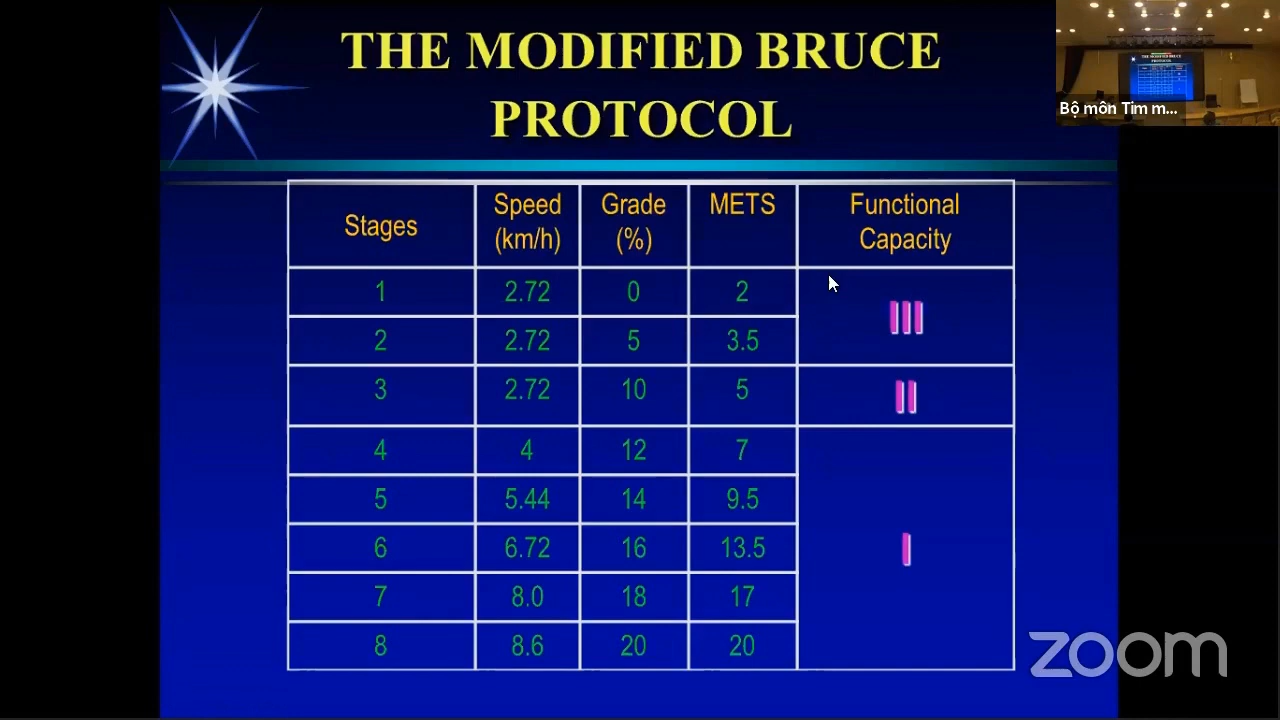 THE MODIFIED BRUCE
PROTOCOL
Bộ môn Tim m...
Stages Speed (km/h) Grade (%) METS Functional Capacity
1 2.72 0 2 III
2 2.72 5 3.5
3 2.72 10 5 II
4 4 12 7 I
5 5.44 14 9.5
6 6.72 16 13.5
7 8.0 18 17
8 8.6 20 20
zoom